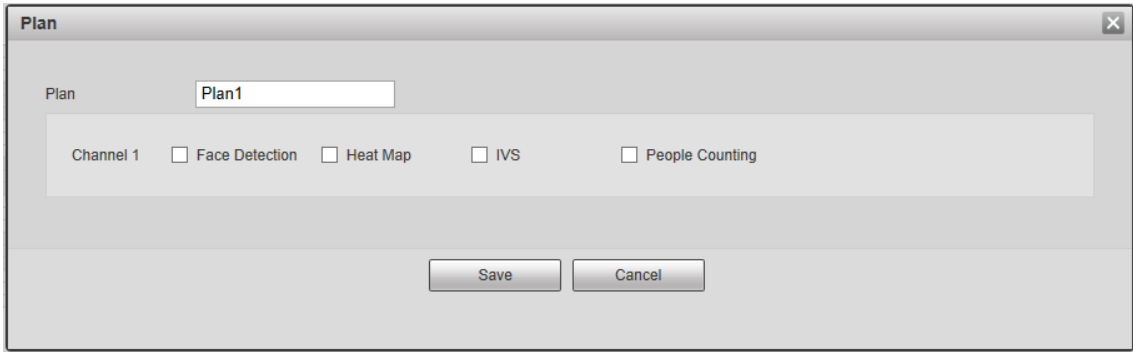 Plan
Plan Plan1
Channel 1 Face Detection Heat Map IVS People Counting
Save Cancel